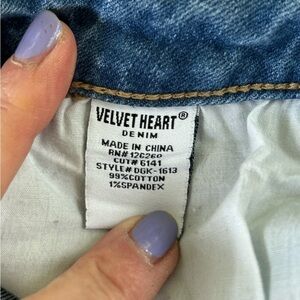 VELVET HEART®
DENIM
MADE IN CHINA
RN# 126260
CUT# 6141
STYLE# DGK-1613
99%COTTON
1%SPANDEX